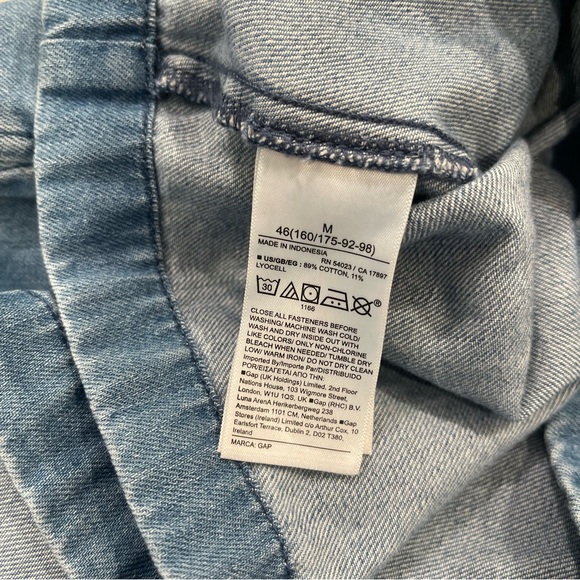 M
46(160/175-92-98)
MADE IN INDONESIA RN 54023 / CA 17897
■ US/GB/EG : 89% COTTON, 11%
LYOCELL
30 ®
1166
CLOSE ALL FASTENERS BEFORE
WASHING/ MACHINE WASH COLD/
WASH AND DRY INSIDE OUT WITH
LIKE COLORS/ ONLY NON-CHLORINE
BLEACH WHEN NEEDED/ TUMBLE DRY
LOW/ WARM IRON/ DO NOT DRY CLEAN
Imported By/Importe Par/DISTRIBUIDO
POR/ΕΙΣΑΓΕΤΑΙ ΑΠΟ ΤΗΝ:
■Gap (UK Holdings) Limited, 2nd Floor
Nations House, 103 Wigmore Street
London, W1U 1QS, UK ■Gap (RHC) B.V.
Luna ArenA Herikerbergweg 238
Amsterdam 1101 CM, Netherlands ■Gap
Stores (Ireland) Limited c/o Arthur Cox, 10
Earlsfort Terrace, Dublin 2, D02 T380,
Ireland
MARCA: GAP